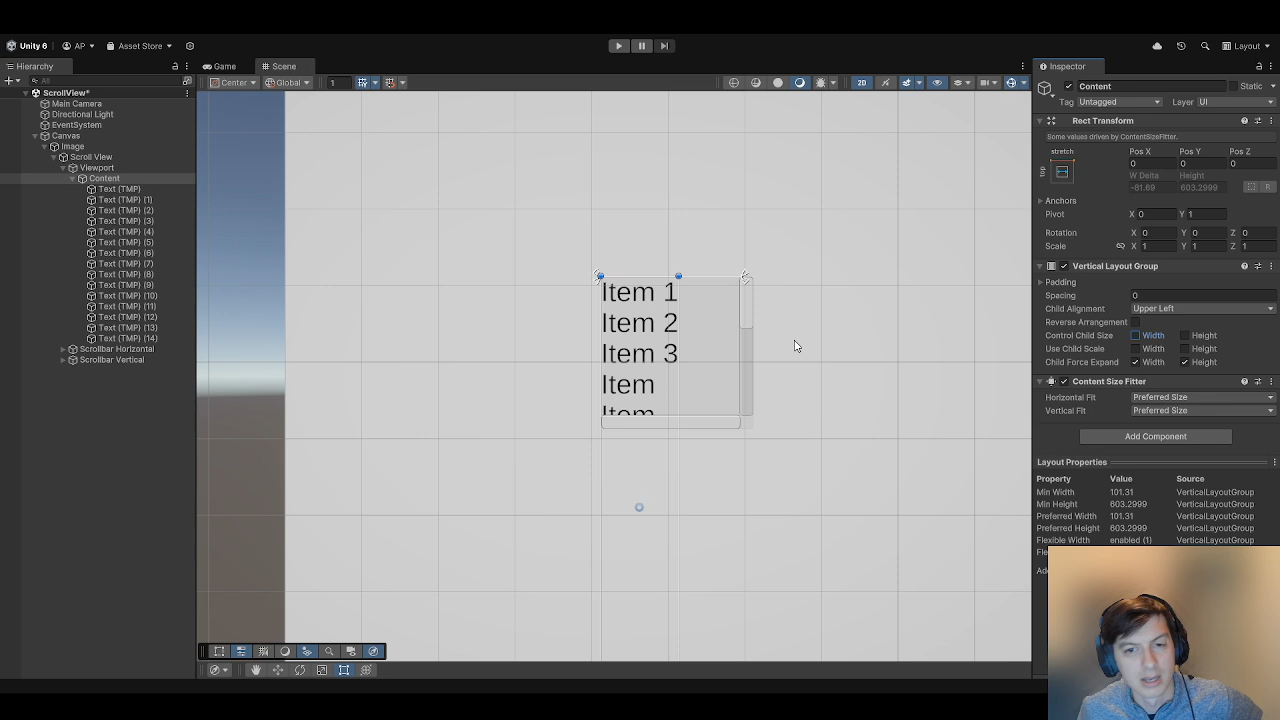 Unity 6 AP Asset Store Layout
Hierarchy Game Scene Inspector
All Center Global 1 2D
ScrollView*
Main Camera
Directional Light
EventSystem
Canvas
Image
Scroll View
Viewport
Content
Text (TMP)
Text (TMP) (1)
Text (TMP) (2)
Text (TMP) (3)
Text (TMP) (4)
Text (TMP) (5)
Text (TMP) (6)
Text (TMP) (7)
Text (TMP) (8)
Text (TMP) (9)
Text (TMP) (10)
Text (TMP) (11)
Text (TMP) (12)
Text (TMP) (13)
Text (TMP) (14)
Scrollbar Horizontal
Scrollbar Vertical
Item 1
Item 2
Item 3
Item
Item
Content Static
Tag Untagged Layer UI
Rect Transform
Some values driven by ContentSizeFitter.
stretch Pos X Pos Y Pos Z
top 0 0 0
W Delta Height
-81.69 603.2999 R
Anchors
Pivot X 0 Y 1
Rotation X 0 Y 0 Z 0
Scale X 1 Y 1 Z 1
Vertical Layout Group
Padding
Spacing 0
Child Alignment Upper Left
Reverse Arrangement
Control Child Size Width Height
Use Child Scale Width Height
Child Force Expand Width Height
Content Size Fitter
Horizontal Fit Preferred Size
Vertical Fit Preferred Size
Add Component
Layout Properties
Property Value Source
Min Width 101.31 VerticalLayoutGroup
Min Height 603.2999 VerticalLayoutGroup
Preferred Width 101.31 VerticalLayoutGroup
Preferred Height 603.2999 VerticalLayoutGroup
Flexible Width enabled (1) VerticalLayoutGroup